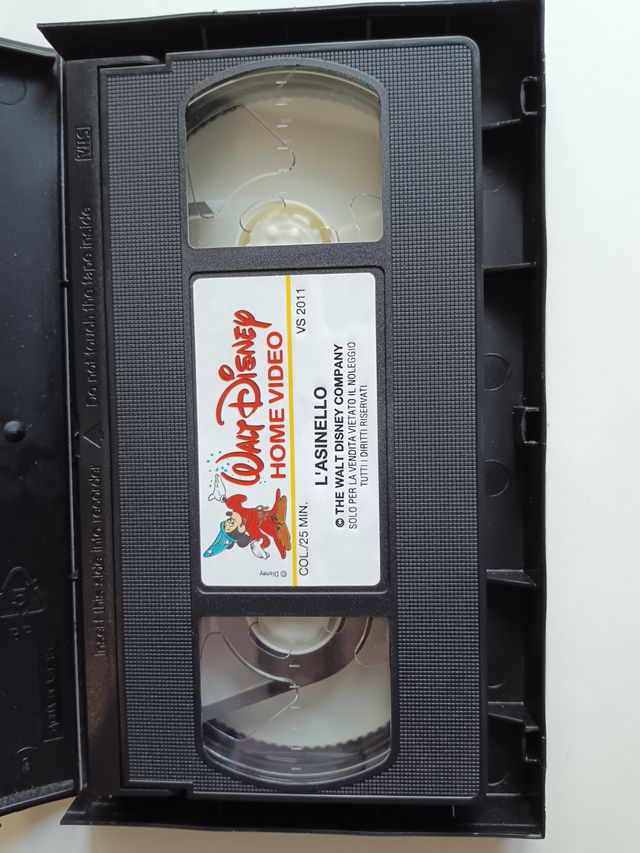 WALT DISNEY
HOME VIDEO
© Disney
COL./25 MIN.
VS 2011
L'ASINELLO
© THE WALT DISNEY COMPANY
SOLO PER LA VENDITA VIETATO IL NOLEGGIO
TUTTI I DIRITTI RISERVATI
Insert this side into recorder
Do not touch the tape inside
VHS